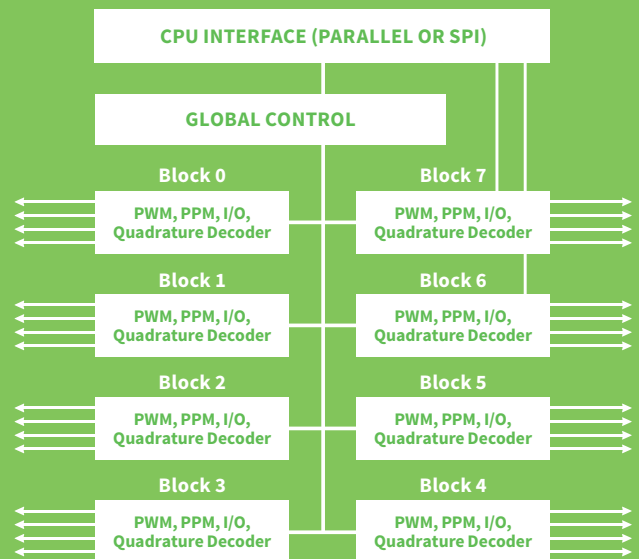 CPU INTERFACE (PARALLEL OR SPI)
GLOBAL CONTROL
Block 0
PWM, PPM, I/O,
Quadrature Decoder
Block 7
PWM, PPM, I/O,
Quadrature Decoder
Block 1
PWM, PPM, I/O,
Quadrature Decoder
Block 6
PWM, PPM, I/O,
Quadrature Decoder
Block 2
PWM, PPM, I/O,
Quadrature Decoder
Block 5
PWM, PPM, I/O,
Quadrature Decoder
Block 3
PWM, PPM, I/O,
Quadrature Decoder
Block 4
PWM, PPM, I/O,
Quadrature Decoder